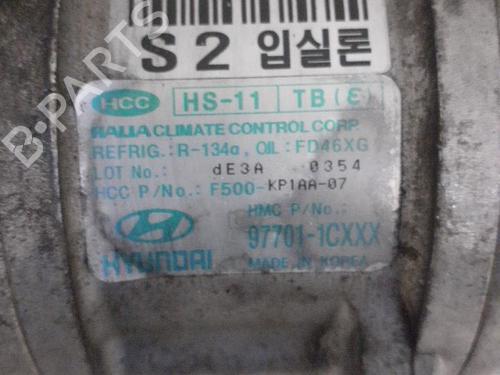 S2 입실론
HCC HS-11 TB (ε)
HALLA CLIMATE CONTROL CORP.
REFRIG.: R-134a, OIL: FD46XG
LOT No.: dE3A 0354
HCC P/No.: F500-KP1AA-07
HMC P/No.:
97701-1CXXX
HYUNDAI MADE IN KOREA
B-PARTS